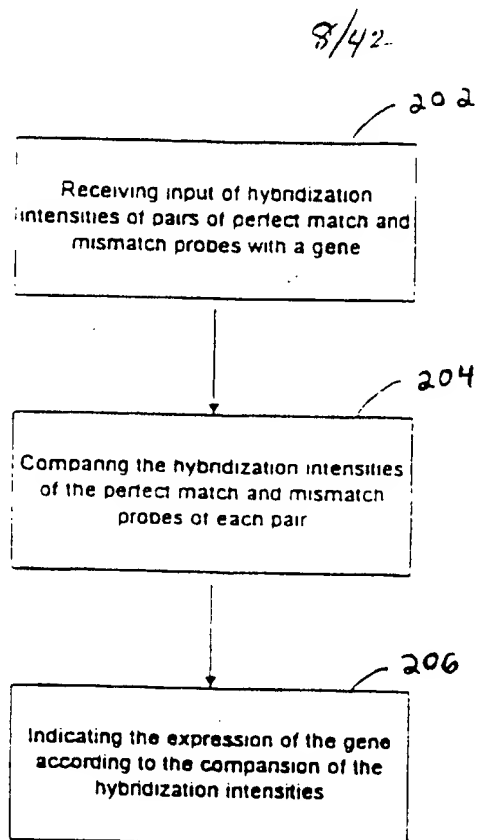 8/42
202
Receiving input of hybridization
intensities of pairs of perfect match and
mismatch probes with a gene
204
Comparing the hybridization intensities
of the perfect match and mismatch
probes of each pair
206
Indicating the expression of the gene
according to the comparision of the
hybridization intensities